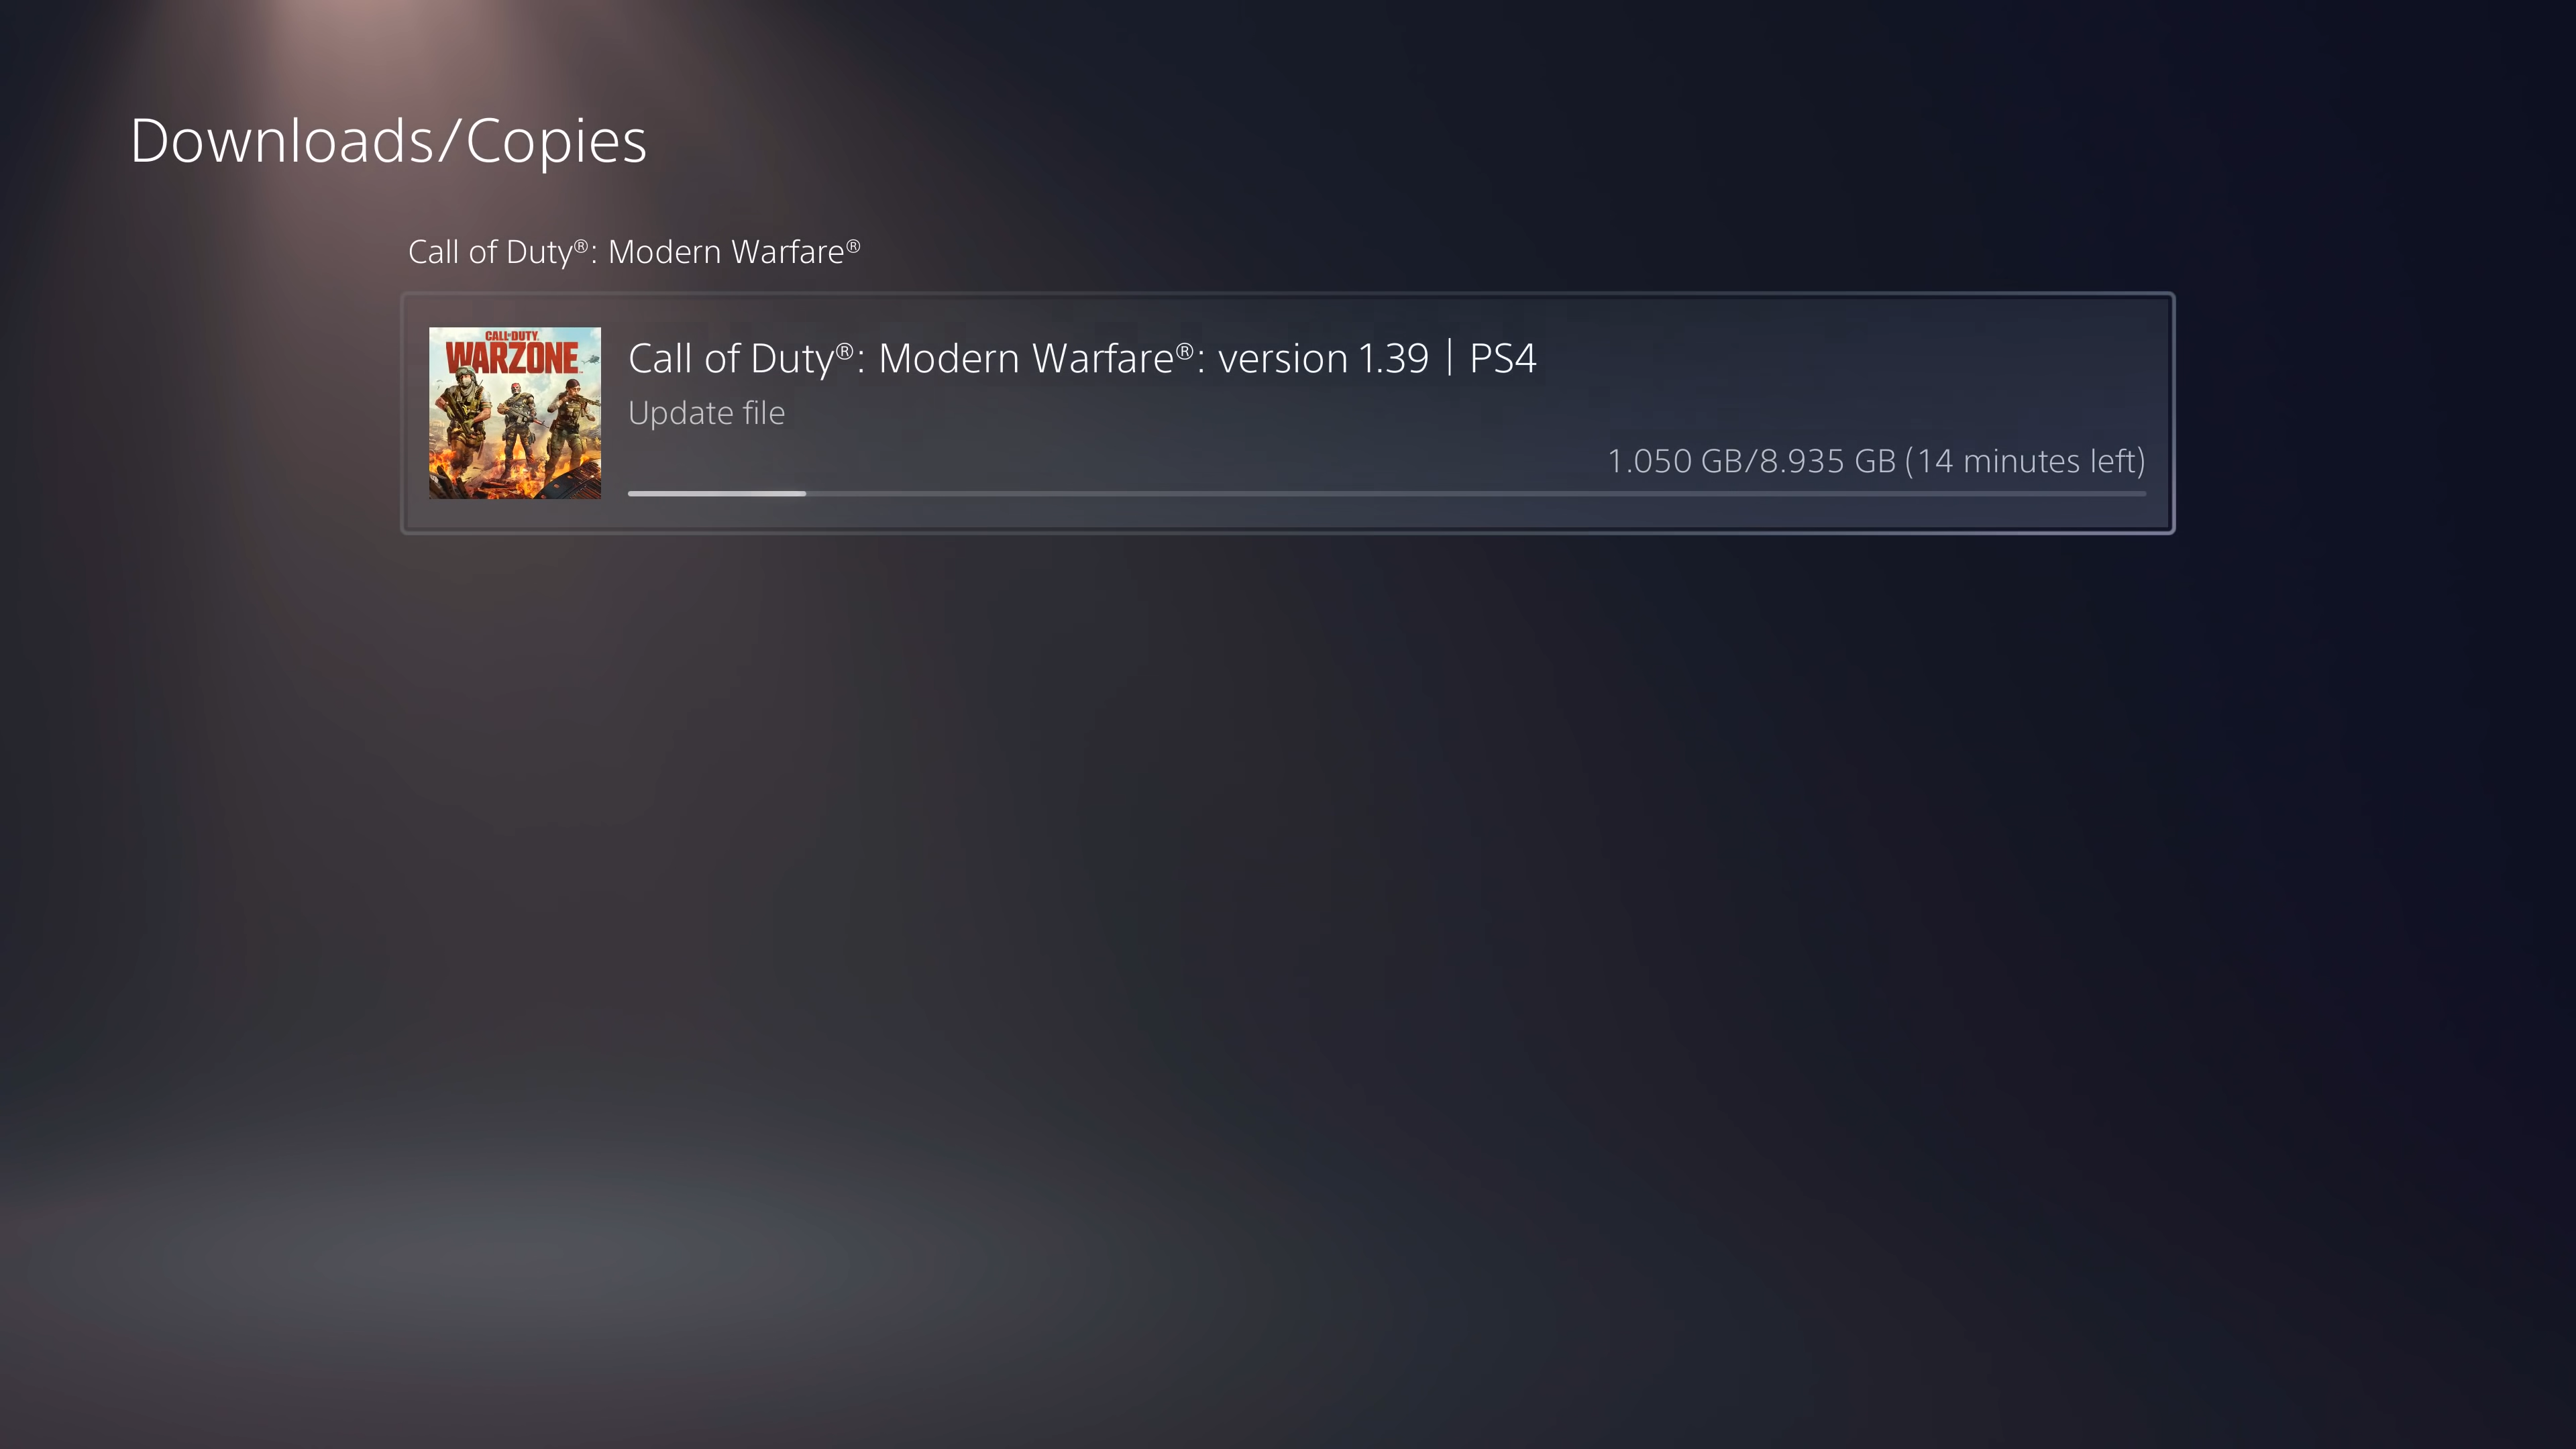 Downloads/Copies
Call of Duty®: Modern Warfare®
CALL OF DUTY
WARZONE
Call of Duty®: Modern Warfare®: version 1.39 | PS4
Update file
1.050 GB/8.935 GB (14 minutes left)